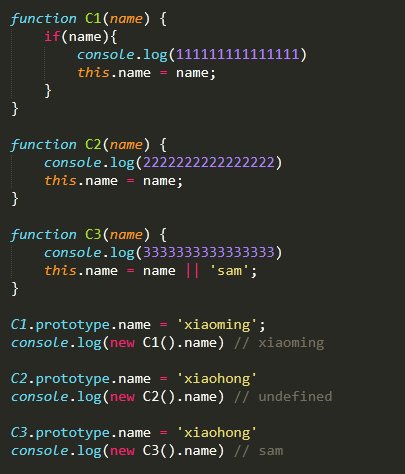 function C1(name) {
if(name){
console.log(111111111111111)
this.name = name;
}
}
function C2(name) {
console.log(2222222222222222)
this.name = name;
}
function C3(name) {
console.log(3333333333333333)
this.name = name || 'sam';
}
C1.prototype.name = 'xiaoming';
console.log(new C1().name) // xiaoming
C2.prototype.name = 'xiaohong'
console.log(new C2().name) // undefined
C3.prototype.name = 'xiaohong'
console.log(new C3().name) // sam